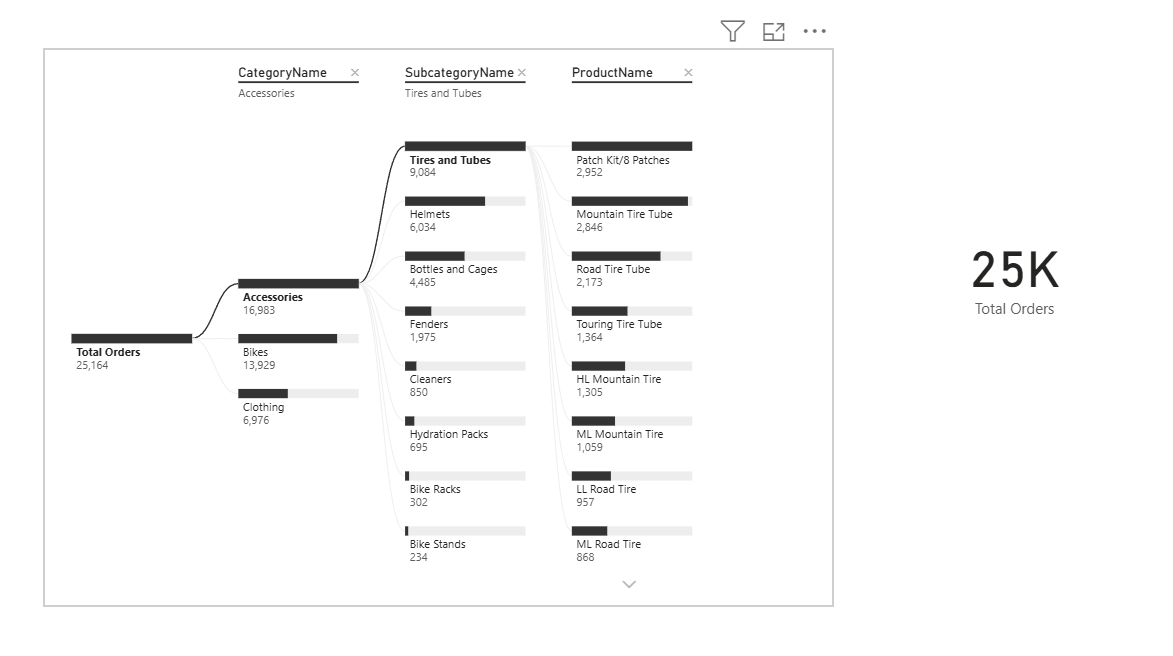 CategoryName
Accessories
SubcategoryName
Tires and Tubes
ProductName
Total Orders
25,164
Accessories
16,983
Bikes
13,929
Clothing
6,976
Tires and Tubes
9,084
Helmets
6,034
Bottles and Cages
4,485
Fenders
1,975
Cleaners
850
Hydration Packs
695
Bike Racks
302
Bike Stands
234
Patch Kit/8 Patches
2,952
Mountain Tire Tube
2,846
Road Tire Tube
2,173
Touring Tire Tube
1,364
HL Mountain Tire
1,305
ML Mountain Tire
1,059
LL Road Tire
957
ML Road Tire
868
25K
Total Orders